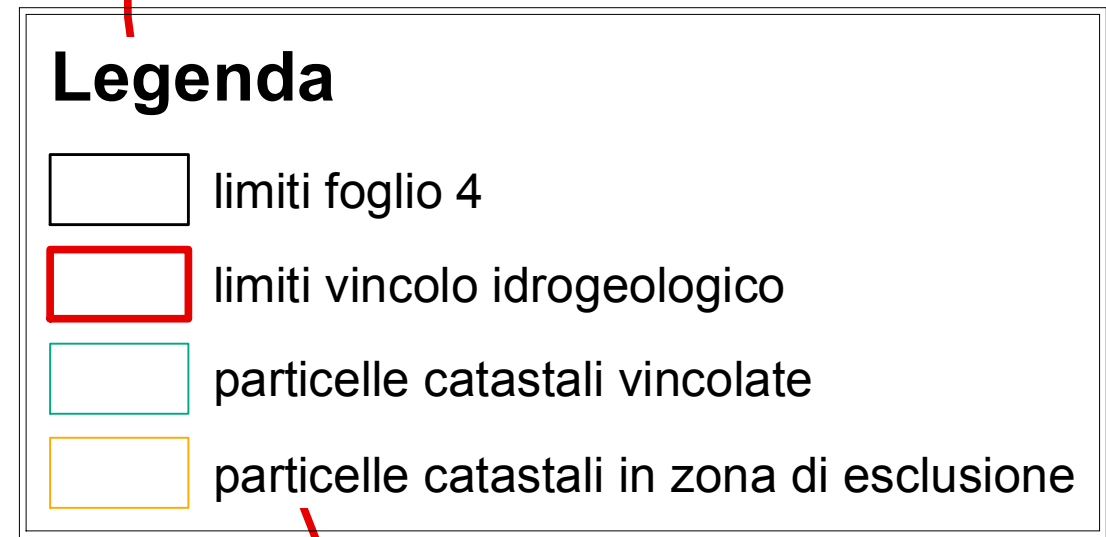 Legenda
limiti foglio 4
limiti vincolo idrogeologico
particelle catastali vincolate
particelle catastali in zona di esclusione